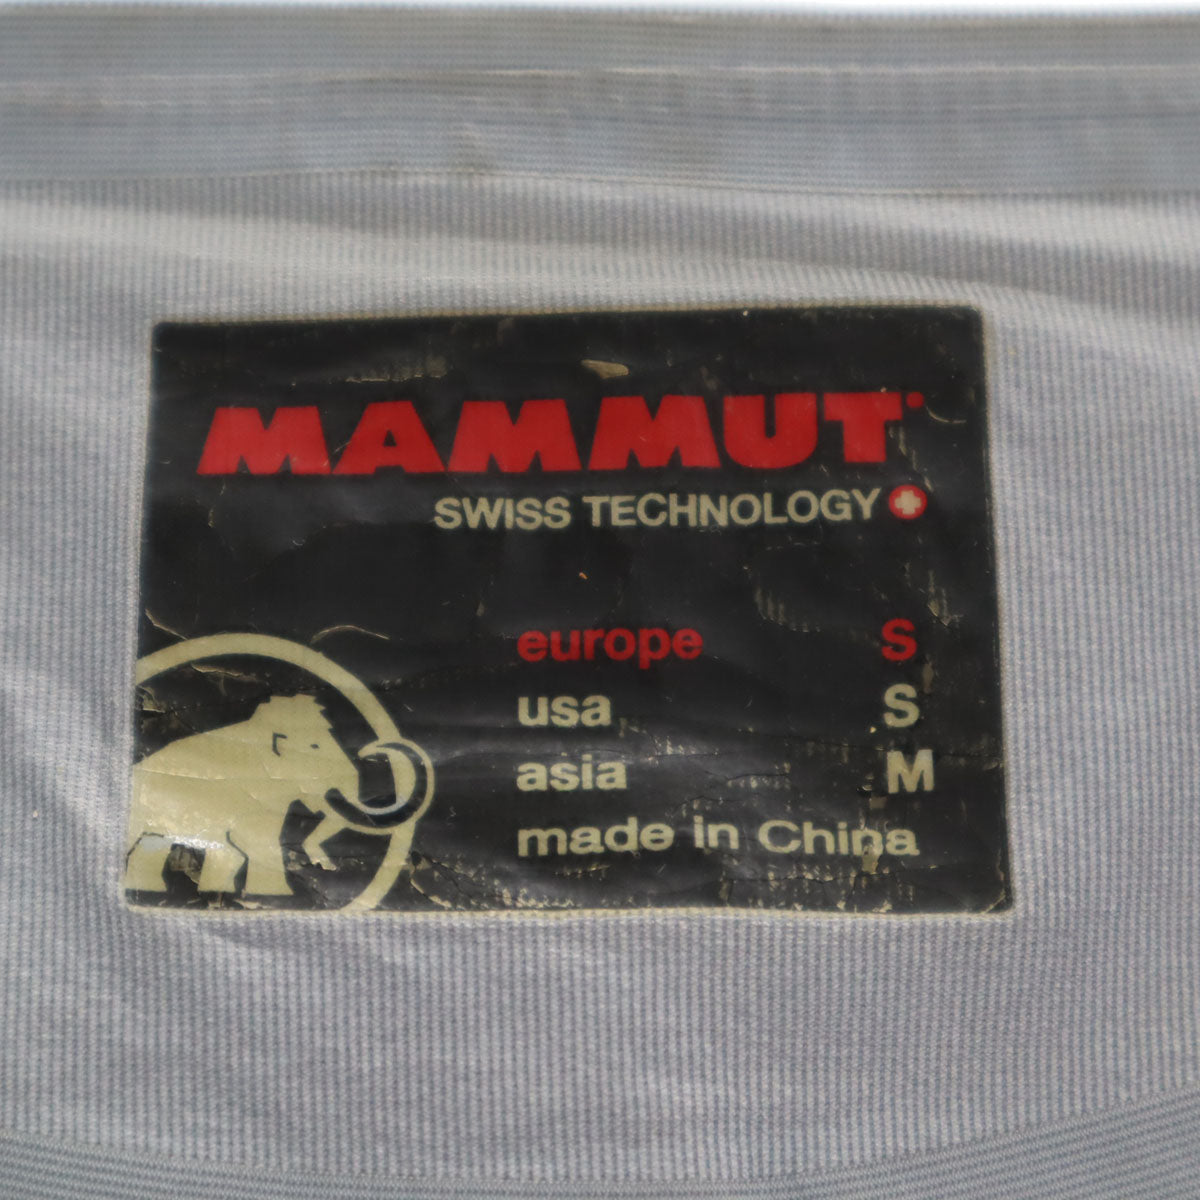 MAMMUT
SWISS TECHNOLOGY
europe S
usa S
asia M
made in China